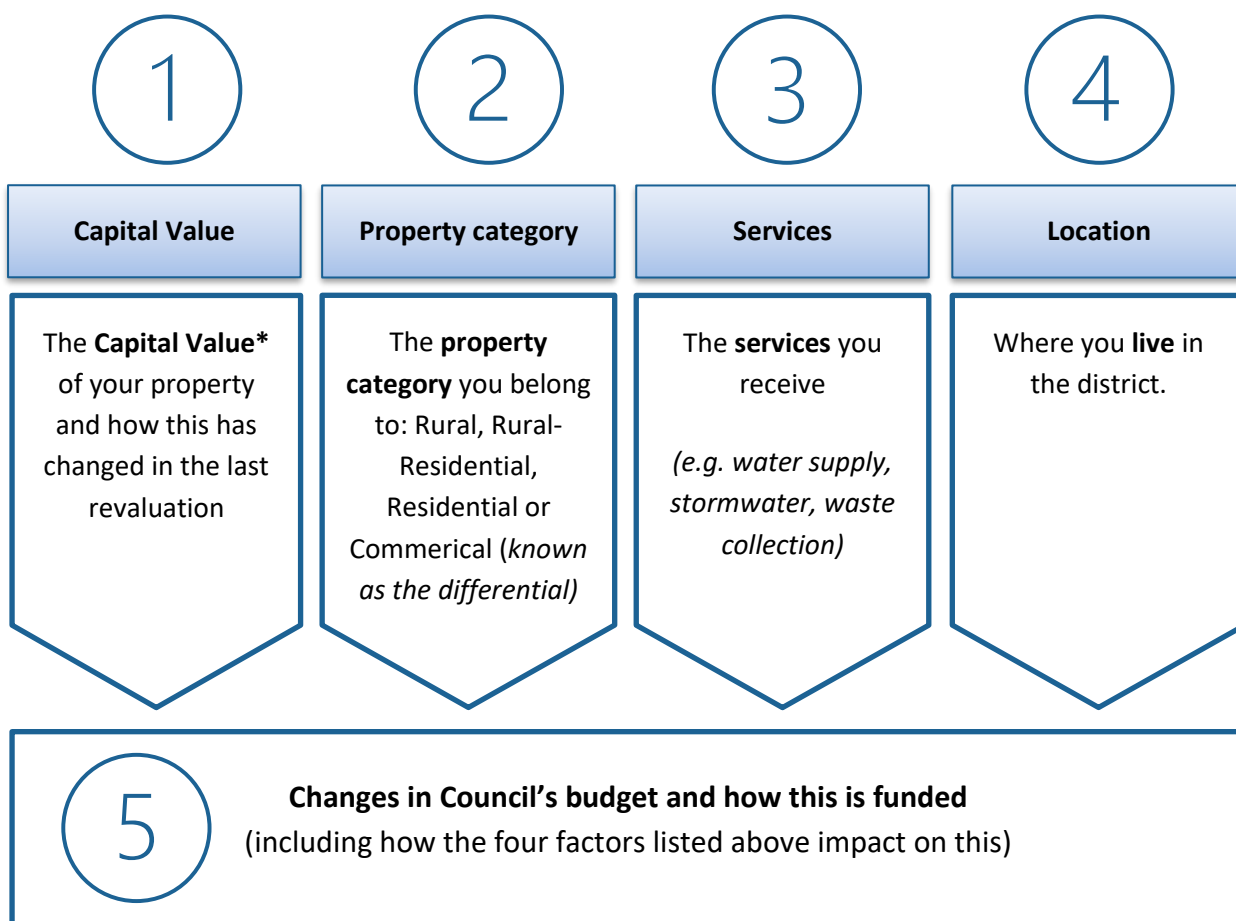 1
2
3
4
Capital Value
Property category
Services
Location
The Capital Value*
of your property
and how this has
changed in the last
revaluation
The property
category you belong
to: Rural, Rural-
Residential,
Residential or
Commerical (known
as the differential)
The services you
receive
(e.g. water supply,
stormwater, waste
collection)
Where you live in
the district.
5
Changes in Council’s budget and how this is funded
(including how the four factors listed above impact on this)